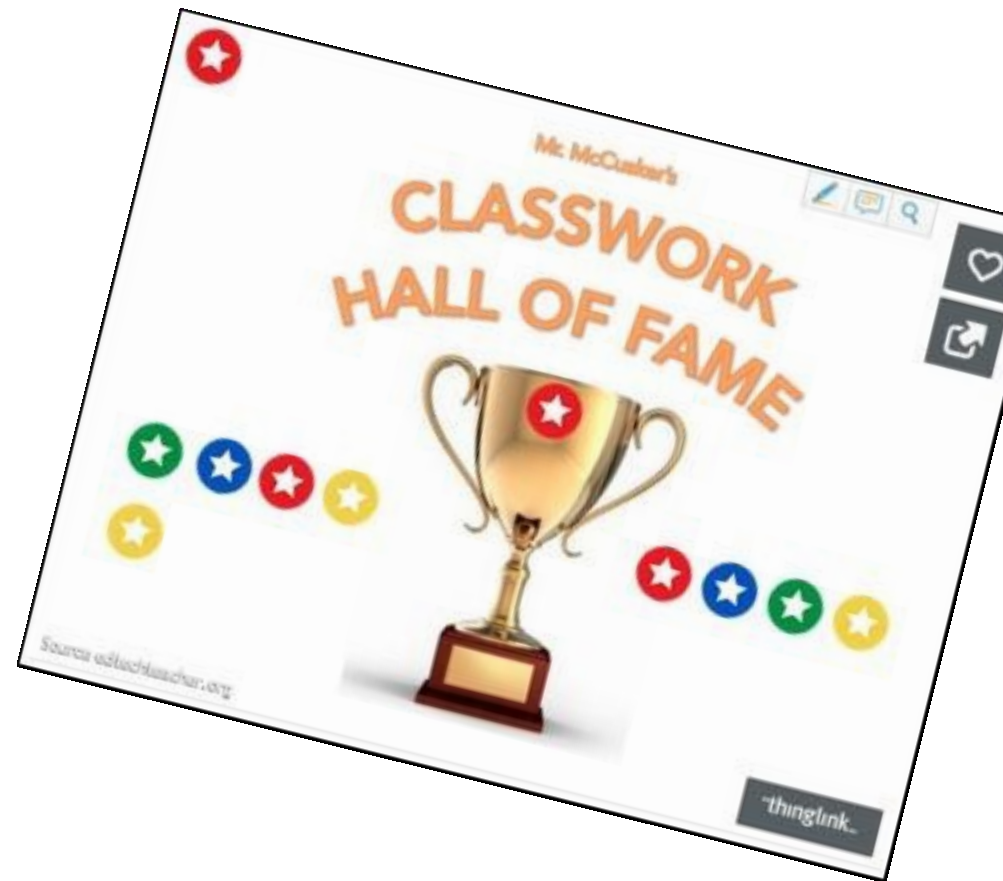 Mr. McCusker's
CLASSWORK
HALL OF FAME
Source edtechteacher.org
thinglink..